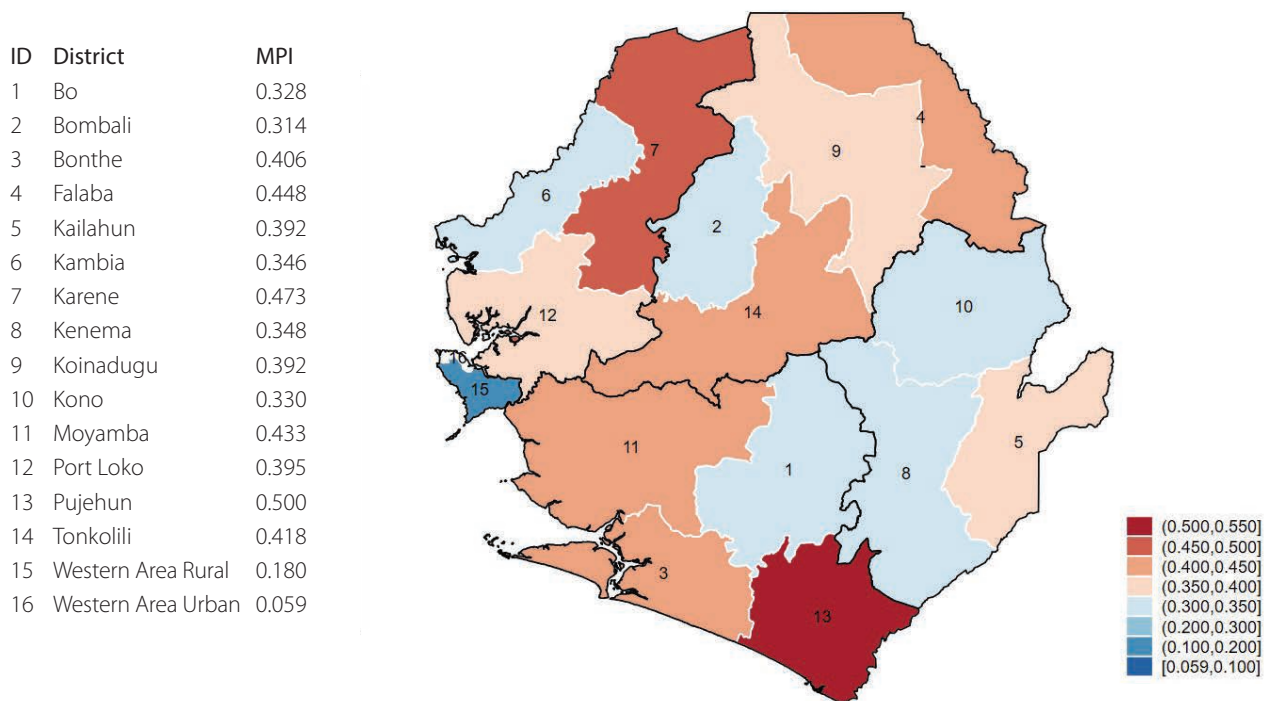 ID District MPI
1 Bo 0.328
2 Bombali 0.314
3 Bonthe 0.406
4 Falaba 0.448
5 Kailahun 0.392
6 Kambia 0.346
7 Karene 0.473
8 Kenema 0.348
9 Koinadugu 0.392
10 Kono 0.330
11 Moyamba 0.433
12 Port Loko 0.395
13 Pujehun 0.500
14 Tonkolili 0.418
15 Western Area Rural 0.180
16 Western Area Urban 0.059
4
7
9
6
2
10
12
14
16
15
11
5
1
8
3
13
(0.500,0.550]
(0.450,0.500]
(0.400,0.450]
(0.350,0.400]
(0.300,0.350]
(0.200,0.300]
(0.100,0.200]
[0.059,0.100]